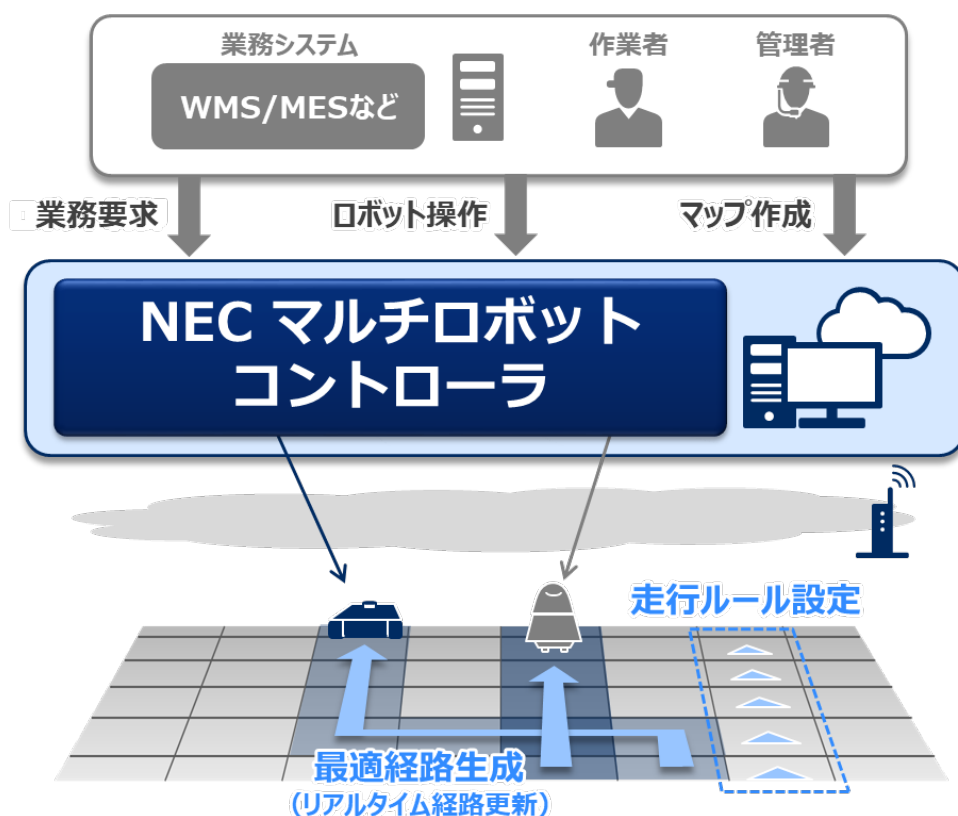 業務システム
作業者
管理者
WMS/MESなど
業務要求
ロボット操作
マップ作成
NEC マルチロボット
コントローラ
走行ルール設定
最適経路生成
(リアルタイム経路更新)